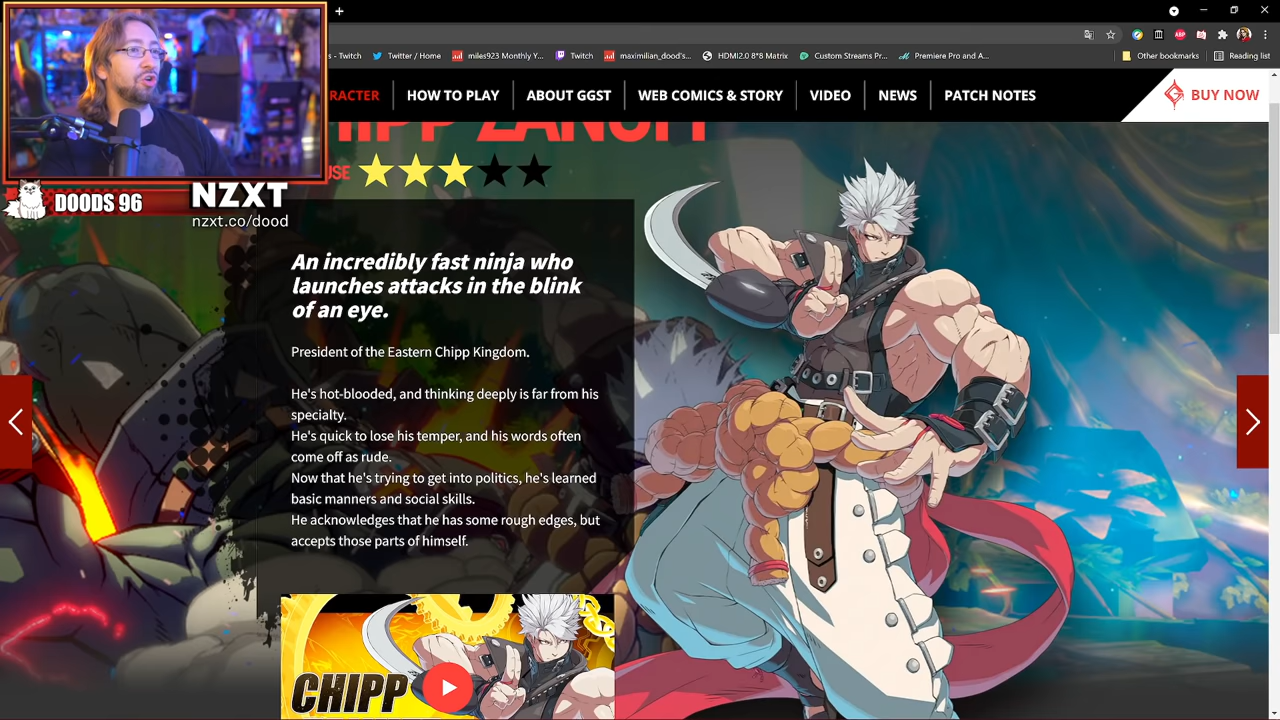 s - Twitch
Twitter / Home
miles923 Monthly Y...
Twitch
maximilian_dood's...
HDMI2.0 8*8 Matrix
Custom Streams Pr...
Premiere Pro and A...
Other bookmarks
Reading list
ABP
RACTER
HOW TO PLAY
ABOUT GGST
WEB COMICS & STORY
VIDEO
NEWS
PATCH NOTES
BUY NOW
HIPP ZANUFF
USE
DOODS 96
NZXT
nzxt.co/dood
An incredibly fast ninja who
launches attacks in the blink
of an eye.
President of the Eastern Chipp Kingdom.
He's hot-blooded, and thinking deeply is far from his
specialty.
He's quick to lose his temper, and his words often
come off as rude.
Now that he's trying to get into politics, he's learned
basic manners and social skills.
He acknowledges that he has some rough edges, but
accepts those parts of himself.
CHIPP